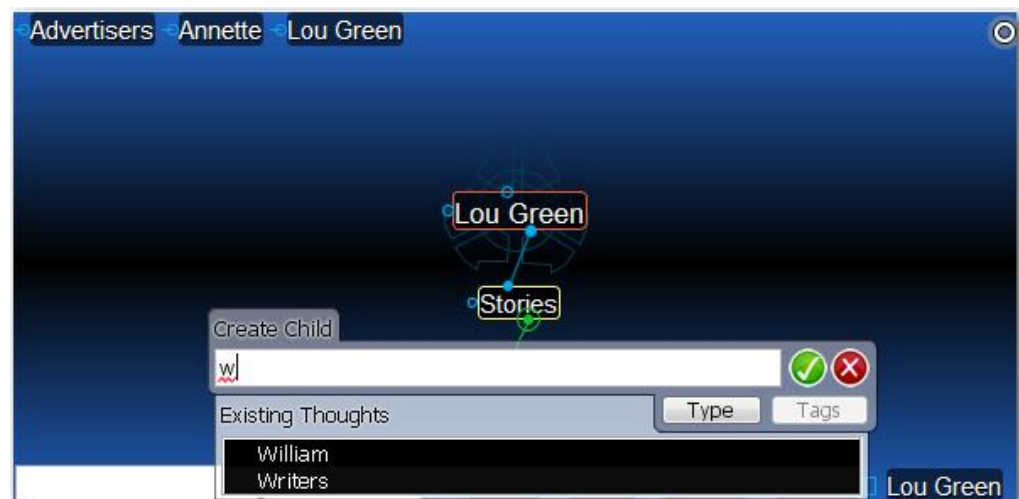 Advertisers Annette Lou Green
Lou Green
Stories
Create Child
w
Existing Thoughts Type Tags
William
Writers
Lou Green